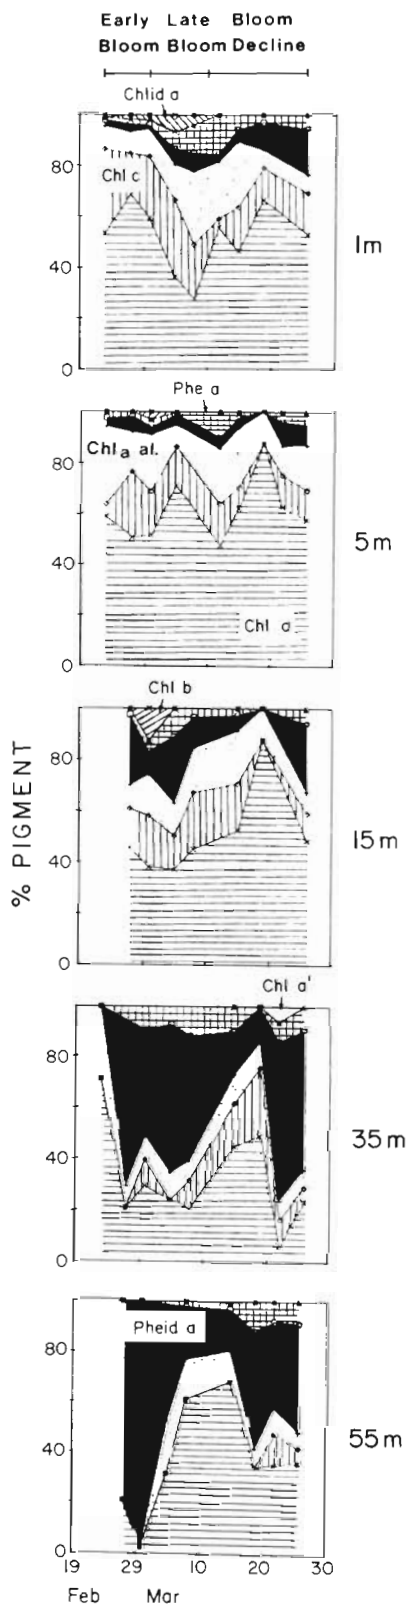 Early Late Bloom
Bloom Bloom Decline
Chlid a
80
Chl c
1m
40
0
Phe a
Chl a al.
80
5m
40
Chl a
0
Chl b
80
% PIGMENT
15m
40
0
Chl a'
80
35m
40
0
Pheid a
80
55m
40
0
19 29 10 20 30
Feb Mar